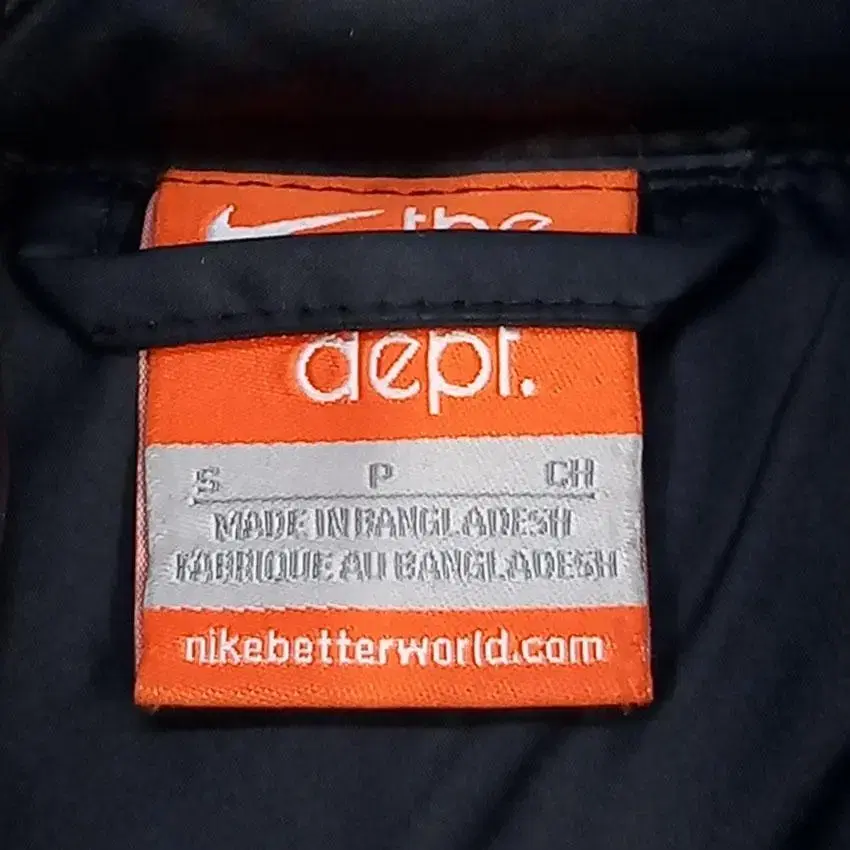 the
dept.
S P CH
MADE IN BANGLADESH
FABRIQUE AU BANGLADESH
nikebetterworld.com